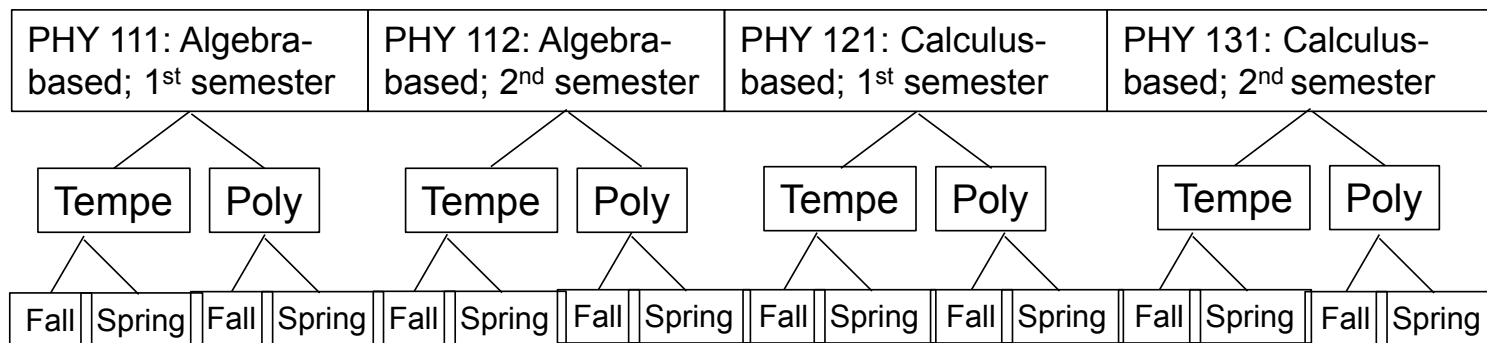 PHY 111: Algebra-
based; 1st semester
PHY 112: Algebra-
based; 2nd semester
PHY 121: Calculus-
based; 1st semester
PHY 131: Calculus-
based; 2nd semester
Tempe
Poly
Tempe
Poly
Tempe
Poly
Tempe
Poly
Fall
Spring
Fall
Spring
Fall
Spring
Fall
Spring
Fall
Spring
Fall
Spring
Fall
Spring
Fall
Spring